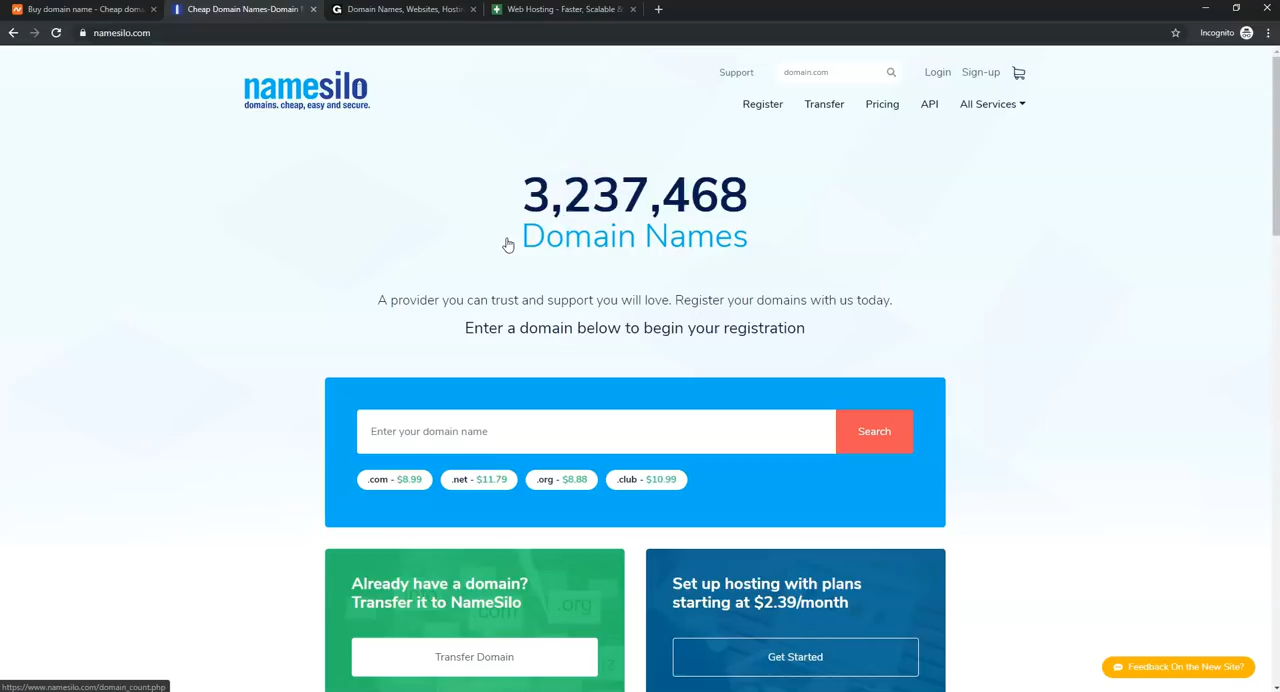 Buy domain name - Cheap doma
Cheap Domain Names-Domain
Domain Names, Websites, Hostin
Web Hosting - Faster, Scalable &
namesilo.com
Incognito
namesilo
domains. cheap, easy and secure.
Support
domain.com
Login
Sign-up
Register
Transfer
Pricing
API
All Services
3,237,468
Domain Names
A provider you can trust and support you will love. Register your domains with us today.
Enter a domain below to begin your registration
Enter your domain name
Search
.com - $8.99
.net - $11.79
.org - $8.88
.club - $10.99
Already have a domain?
Transfer it to NameSilo
.org
com
Transfer Domain
Set up hosting with plans
starting at $2.39/month
Get Started
Feedback On the New Site?
https://www.namesilo.com/domain_count.php